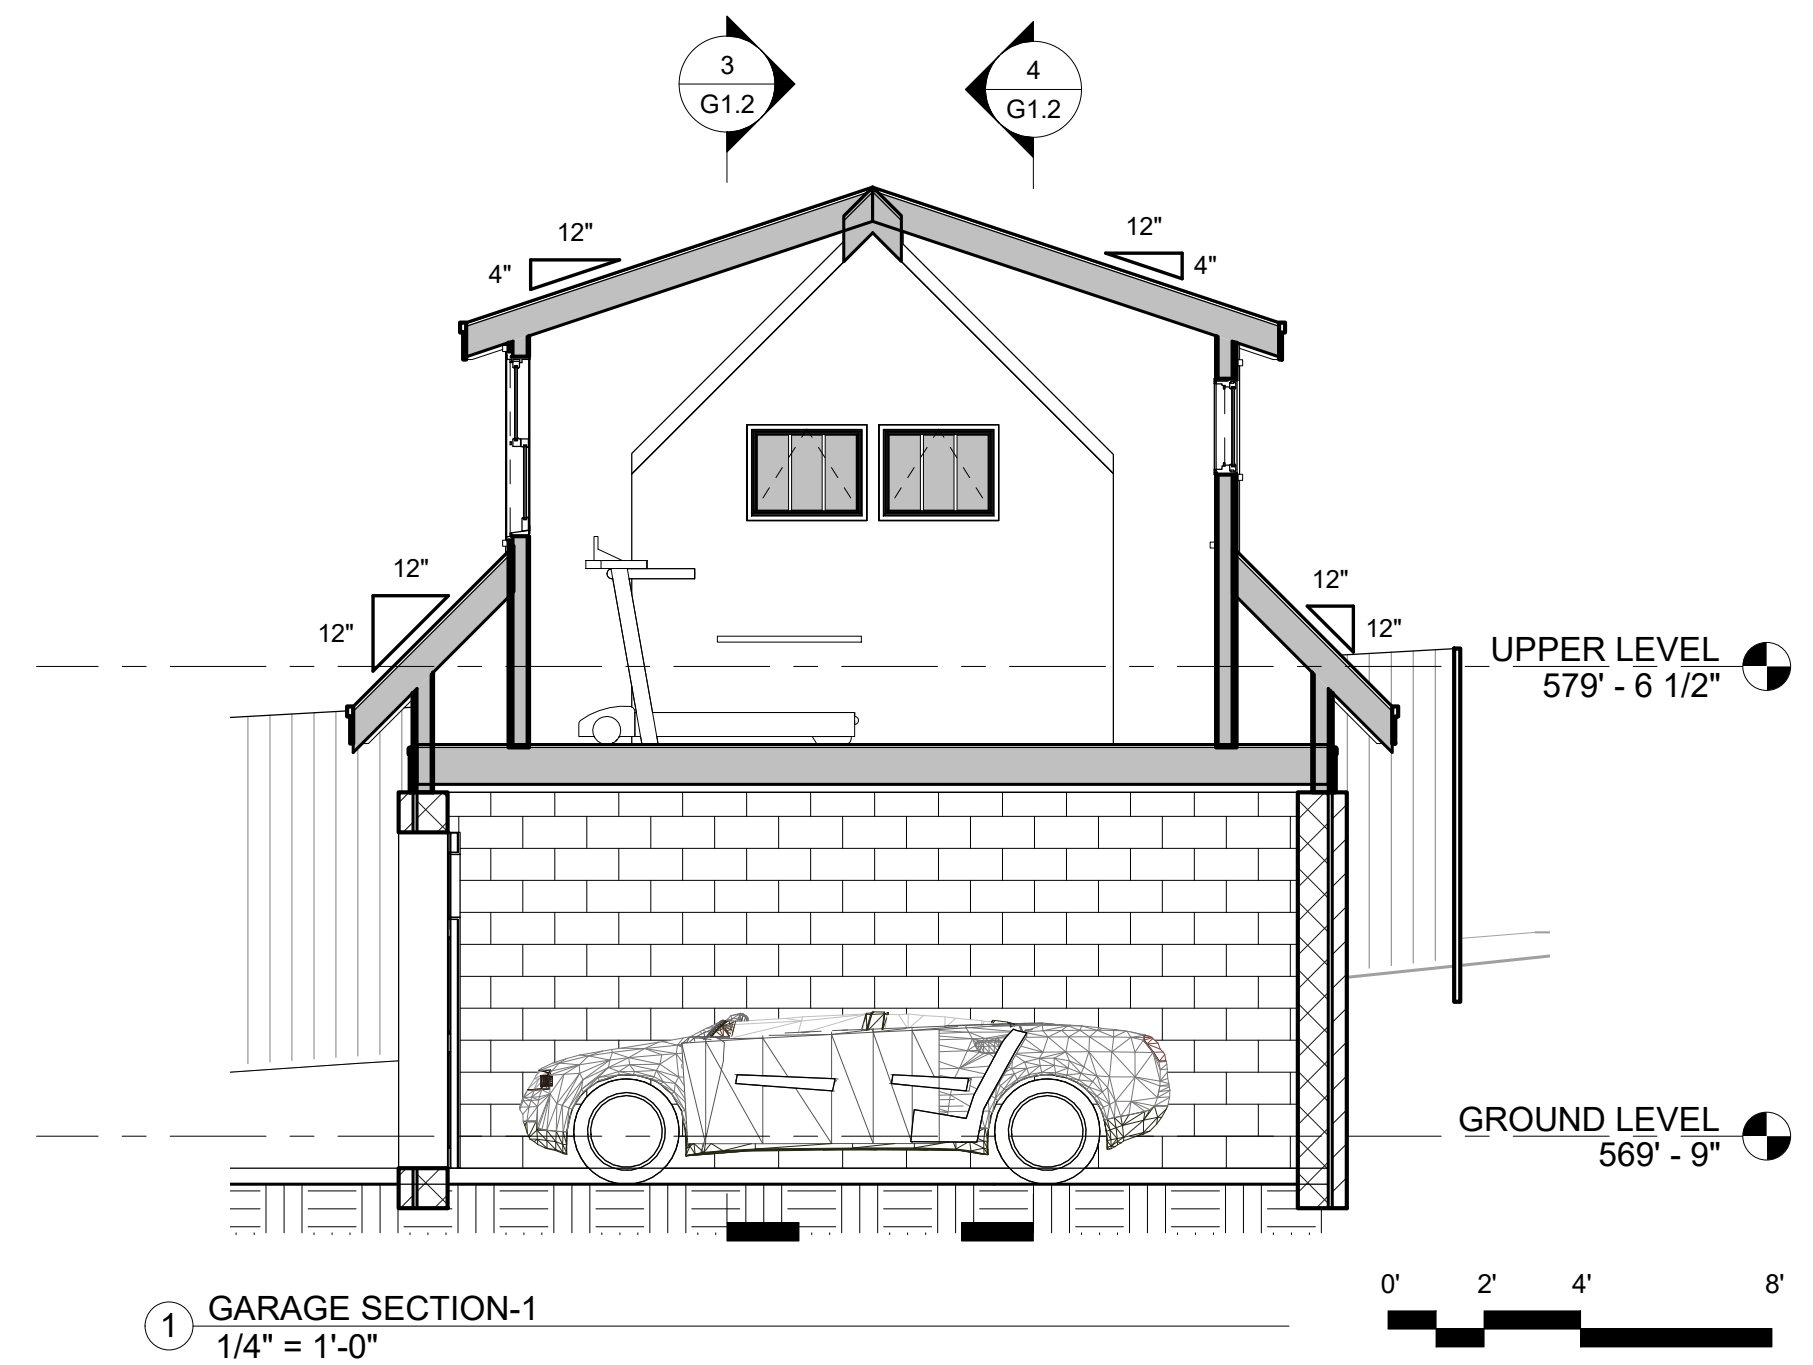 3
G1.2
4
G1.2
12"
4"
12"
4"
12"
12"
12"
12"
UPPER LEVEL
579' - 6 1/2"
GROUND LEVEL
569' - 9"
0' 2' 4' 8'
1 GARAGE SECTION-1
1/4" = 1'-0"